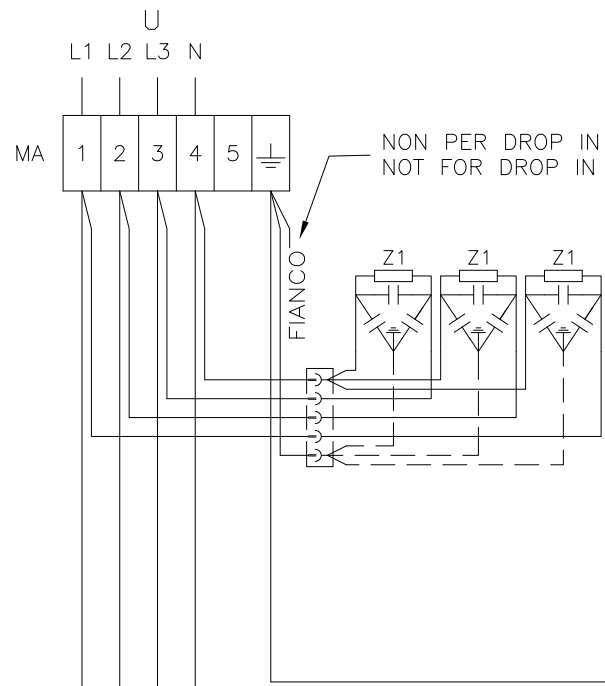 U
L1 L2 L3 N
MA 1 2 3 4 5
NON PER DROP IN
NOT FOR DROP IN
FIANCO
Z1 Z1 Z1